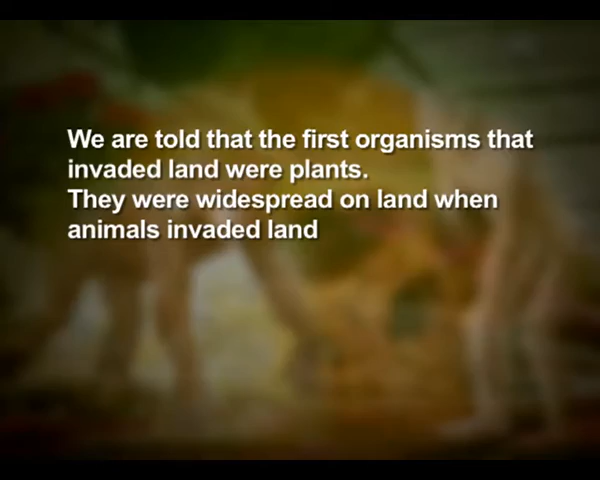 We are told that the first organisms that
invaded land were plants.
They were widespread on land when
animals invaded land